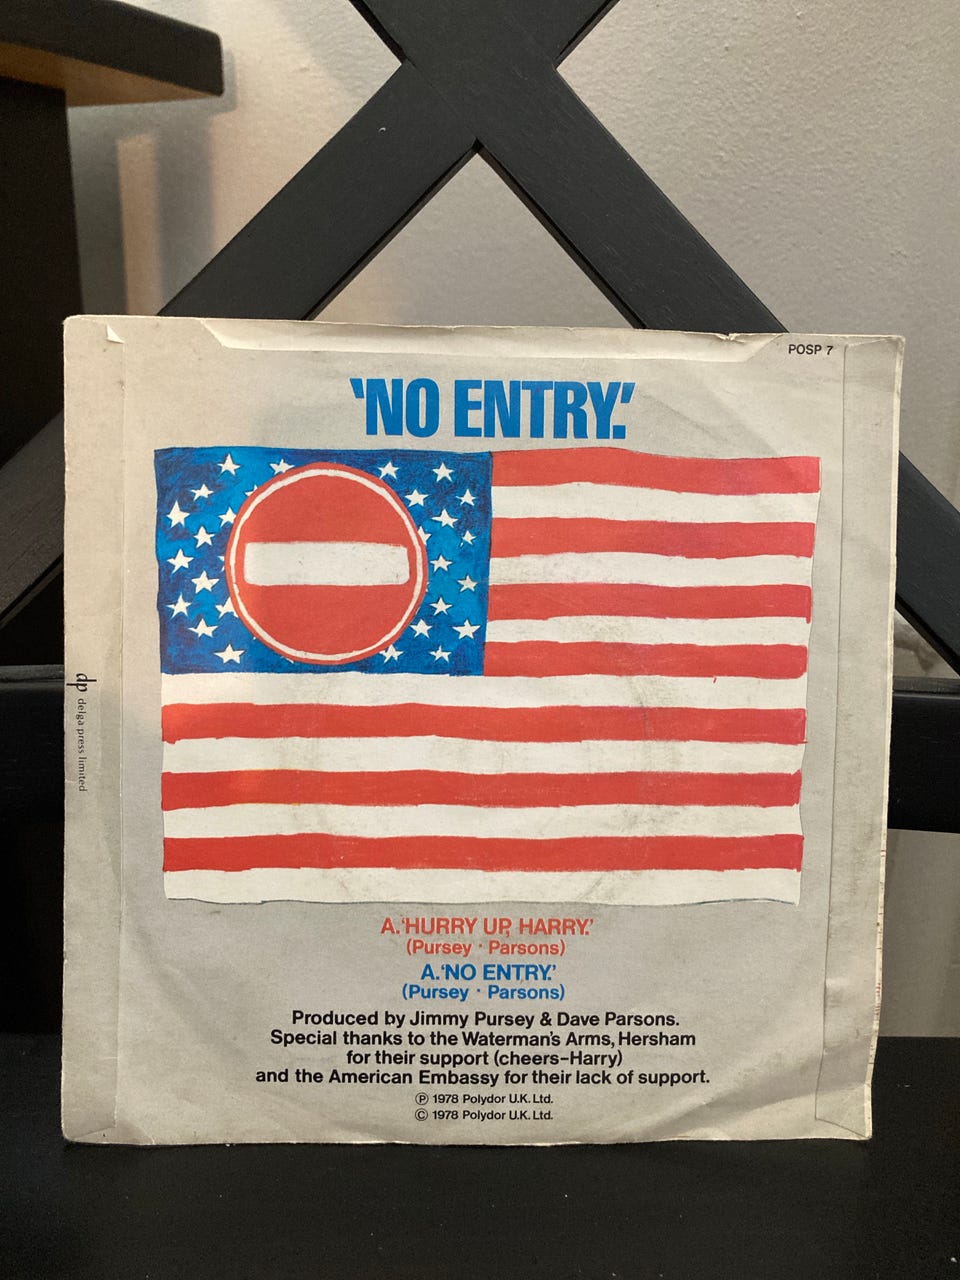 POSP 7
'NO ENTRY.'
dp delga press limited
A.'HURRY UP, HARRY.'
(Pursey · Parsons)
A.'NO ENTRY.'
(Pursey · Parsons)
Produced by Jimmy Pursey & Dave Parsons.
Special thanks to the Waterman's Arms, Hersham
for their support (cheers-Harry)
and the American Embassy for their lack of support.
℗ 1978 Polydor U.K. Ltd.
© 1978 Polydor U.K. Ltd.